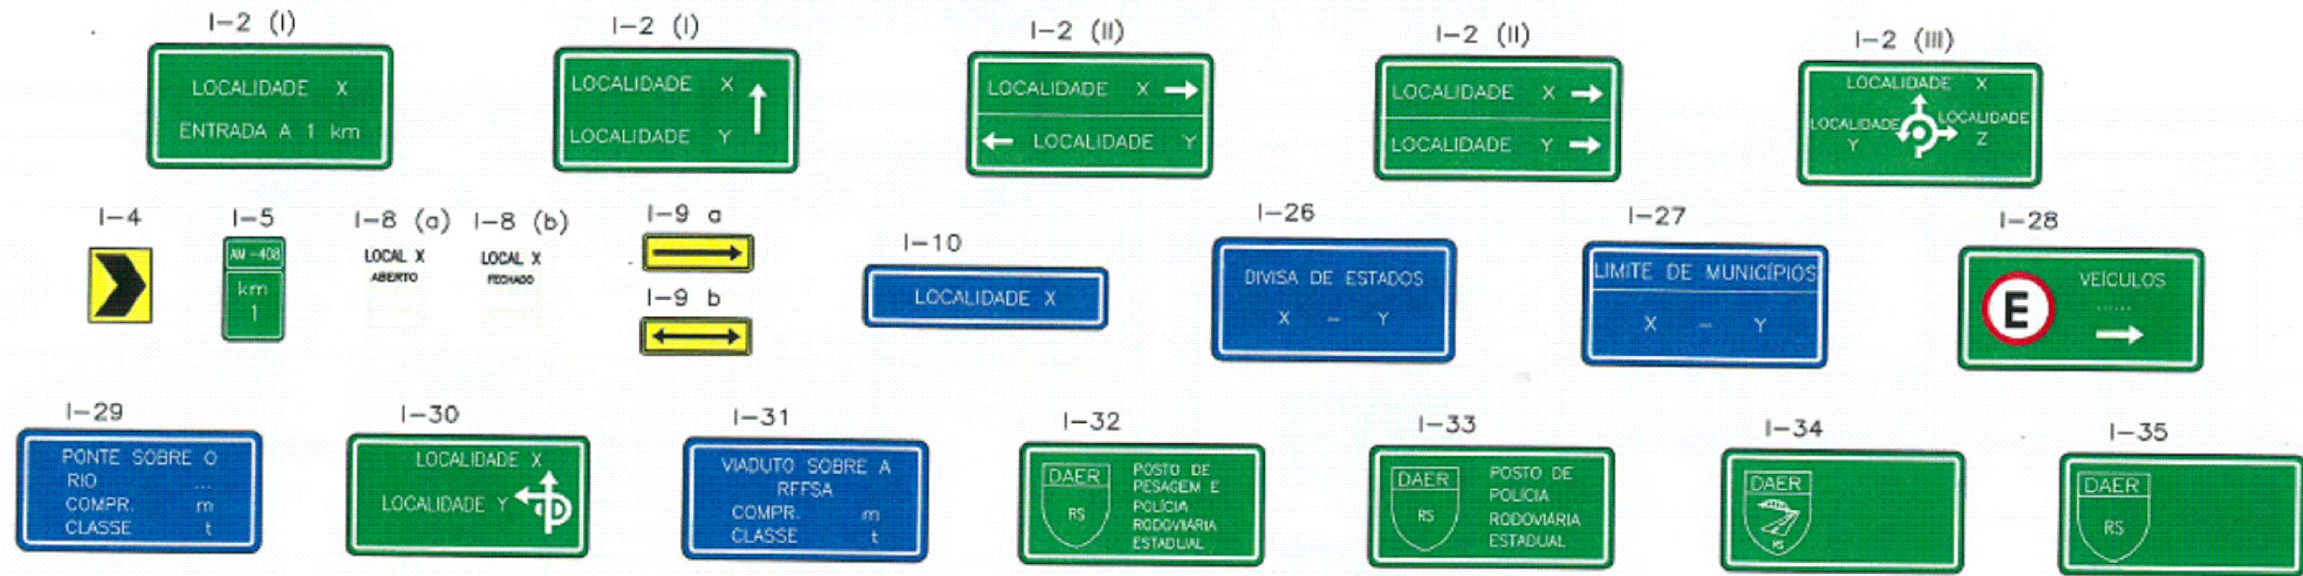 I-2 (I)
LOCALIDADE X
ENTRADA A 1 km
I-2 (I)
LOCALIDADE X
LOCALIDADE Y
I-2 (II)
LOCALIDADE X
LOCALIDADE Y
I-2 (II)
LOCALIDADE X
LOCALIDADE Y
I-2 (III)
LOCALIDADE X
LOCALIDADE
Y
LOCALIDADE
Z
I-4
I-5
AM-408
km
1
I-8 (a)
LOCAL X
ABERTO
I-8 (b)
LOCAL X
FECHADO
I-9 a
I-9 b
I-10
LOCALIDADE X
I-26
DIVISA DE ESTADOS
X - Y
I-27
LIMITE DE MUNICÍPIOS
X - Y
I-28
E
VEÍCULOS
......
I-29
PONTE SOBRE O
RIO ...
COMPR. m
CLASSE t
I-30
LOCALIDADE X
LOCALIDADE Y
I-31
VIADUTO SOBRE A
RFFSA
COMPR. m
CLASSE t
I-32
DAER
RS
POSTO DE
PESAGEM E
POLÍCIA
RODOVIÁRIA
ESTADUAL
I-33
DAER
RS
POSTO DE
POLÍCIA
RODOVIÁRIA
ESTADUAL
I-34
DAER
RS
I-35
DAER
RS